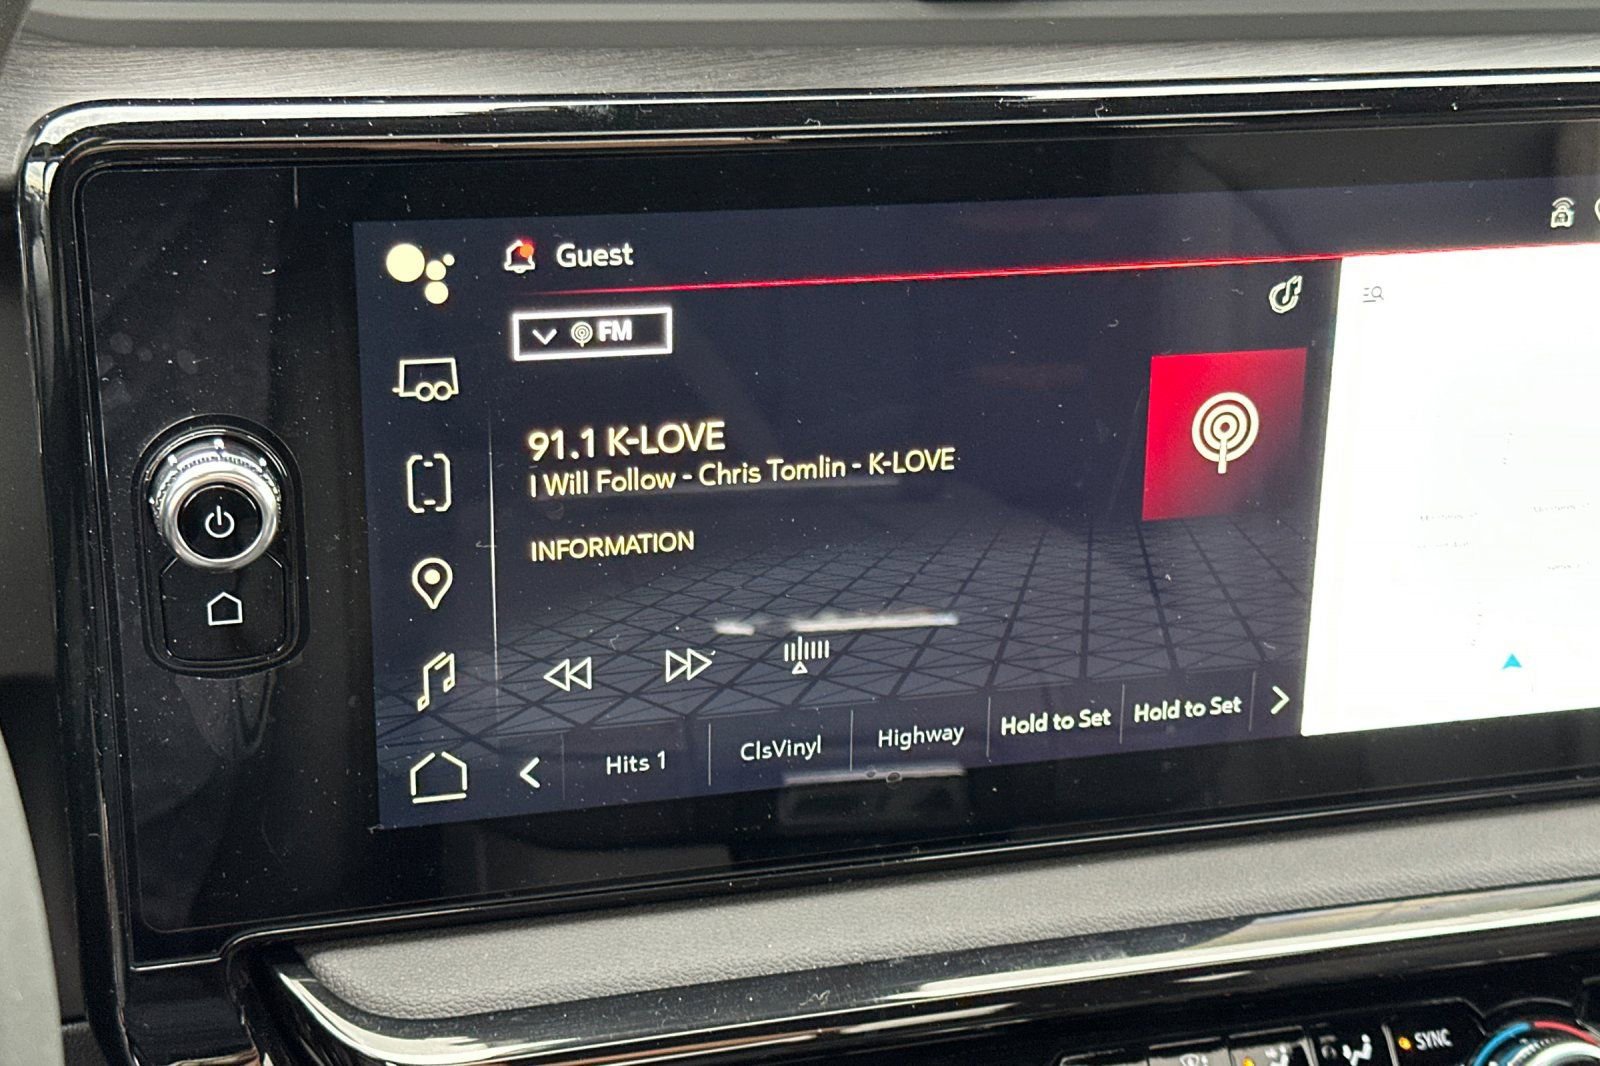 Guest
FM
91.1 K-LOVE
I Will Follow - Chris Tomlin - K-LOVE
INFORMATION
Hits 1
ClsVinyl
Highway
Hold to Set
Hold to Set
SYNC